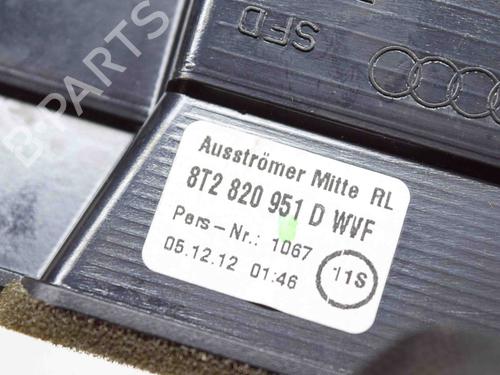 B-PARTS
SFD
Ausströmer Mitte RL
8T2 820 951 D WVF
Pers-Nr.: 1067
05.12.12 01:46
11S